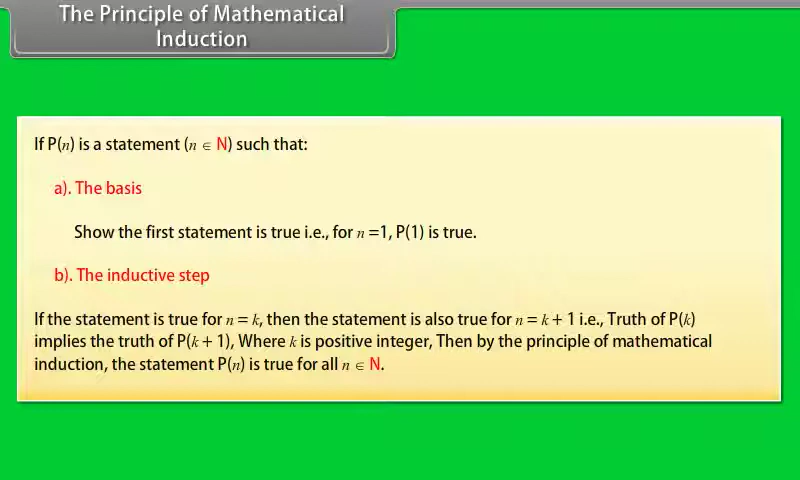 The Principle of Mathematical
Induction
If P(n) is a statement (n ∈ N) such that:
a). The basis
Show the first statement is true i.e., for n =1, P(1) is true.
b). The inductive step
If the statement is true for n = k, then the statement is also true for n = k + 1 i.e., Truth of P(k)
implies the truth of P(k + 1), Where k is positive integer, Then by the principle of mathematical
induction, the statement P(n) is true for all n ∈ N.